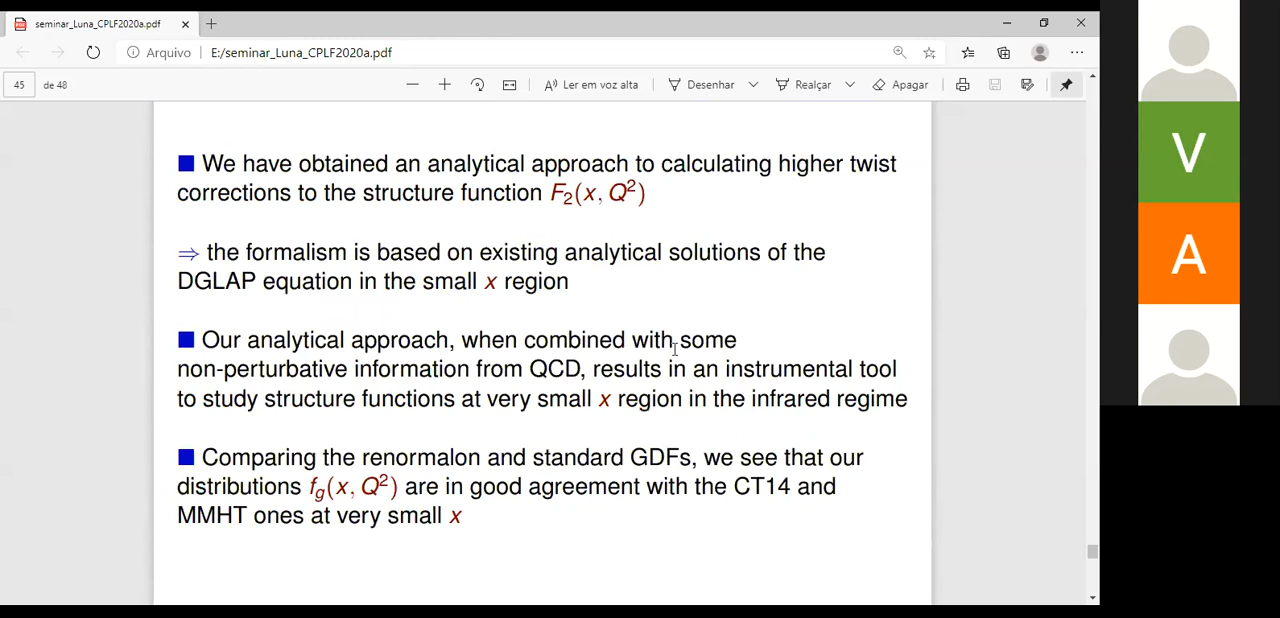 seminar_Luna_CPLF2020a.pdf
Arquivo | E:/seminar_Luna_CPLF2020a.pdf
45 de 48 Ler em voz alta Desenhar Realçar Apagar
We have obtained an analytical approach to calculating higher twist
corrections to the structure function F₂(x, Q²)
⇒ the formalism is based on existing analytical solutions of the
DGLAP equation in the small x region
Our analytical approach, when combined with some
non-perturbative information from QCD, results in an instrumental tool
to study structure functions at very small x region in the infrared regime
Comparing the renormalon and standard GDFs, we see that our
distributions f_g(x, Q²) are in good agreement with the CT14 and
MMHT ones at very small x
V
A